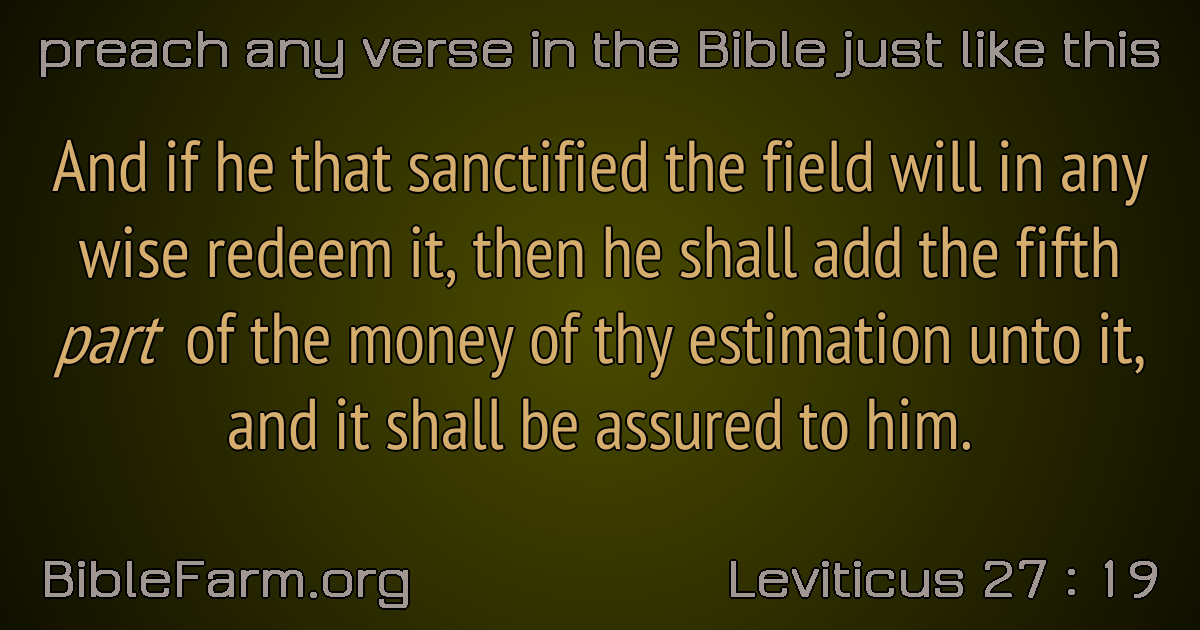 preach any verse in the Bible just like this
And if he that sanctified the field will in any
wise redeem it, then he shall add the fifth
part of the money of thy estimation unto it,
and it shall be assured to him.
BibleFarm.org
Leviticus 27 : 19